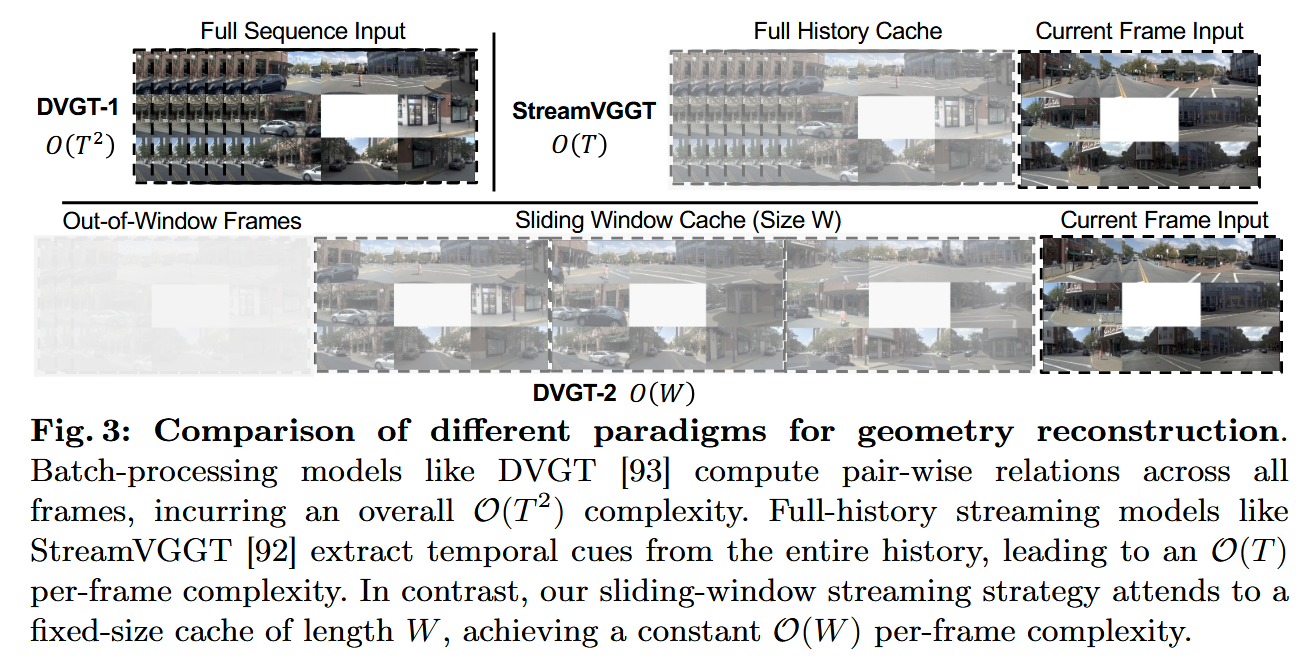 Full Sequence Input
Full History Cache
Current Frame Input
DVGT-1
O(T²)
StreamVGGT
O(T)
Out-of-Window Frames
Sliding Window Cache (Size W)
Current Frame Input
DVGT-2 O(W)
Fig. 3: Comparison of different paradigms for geometry reconstruction.
Batch-processing models like DVGT [93] compute pair-wise relations across all
frames, incurring an overall O(T²) complexity. Full-history streaming models like
StreamVGGT [92] extract temporal cues from the entire history, leading to an O(T)
per-frame complexity. In contrast, our sliding-window streaming strategy attends to a
fixed-size cache of length W, achieving a constant O(W) per-frame complexity.